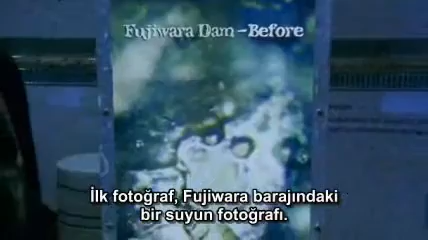 Fujiwara Dam - Before
İlk fotoğraf, Fujiwara barajındaki
bir suyun fotoğrafı.